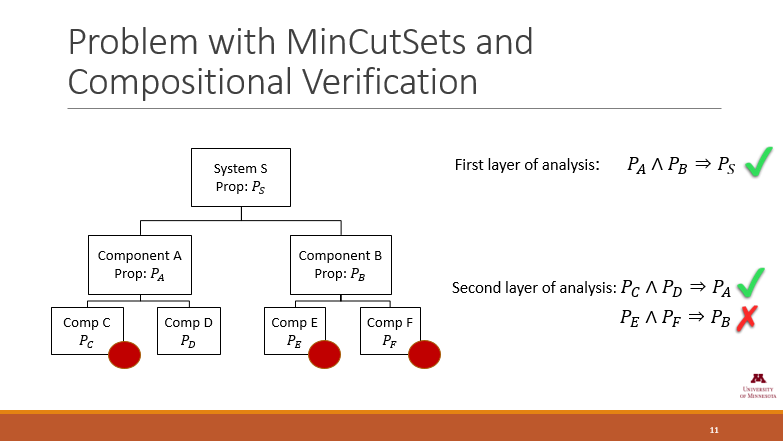 Problem with MinCutSets and
Compositional Verification
System S
Prop: P_S
First layer of analysis: P_A ∧ P_B ⇒ P_S
Component A
Prop: P_A
Component B
Prop: P_B
Second layer of analysis: P_C ∧ P_D ⇒ P_A
P_E ∧ P_F ⇒ P_B
Comp C
P_C
Comp D
P_D
Comp E
P_E
Comp F
P_F
M
UNIVERSITY
OF MINNESOTA
11